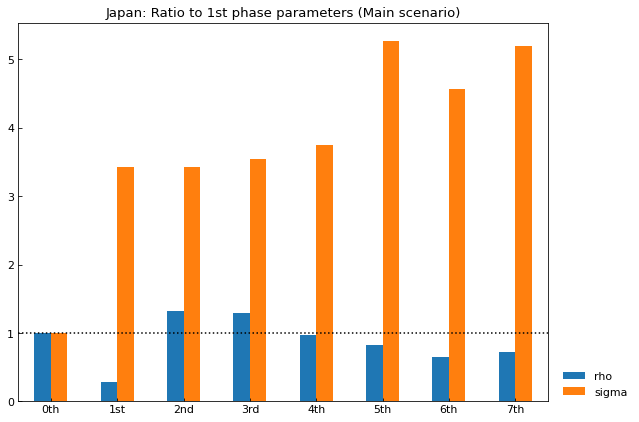 Japan: Ratio to 1st phase parameters (Main scenario)
5
4
3
2
1
0
0th 1st 2nd 3rd 4th 5th 6th 7th
rho
sigma